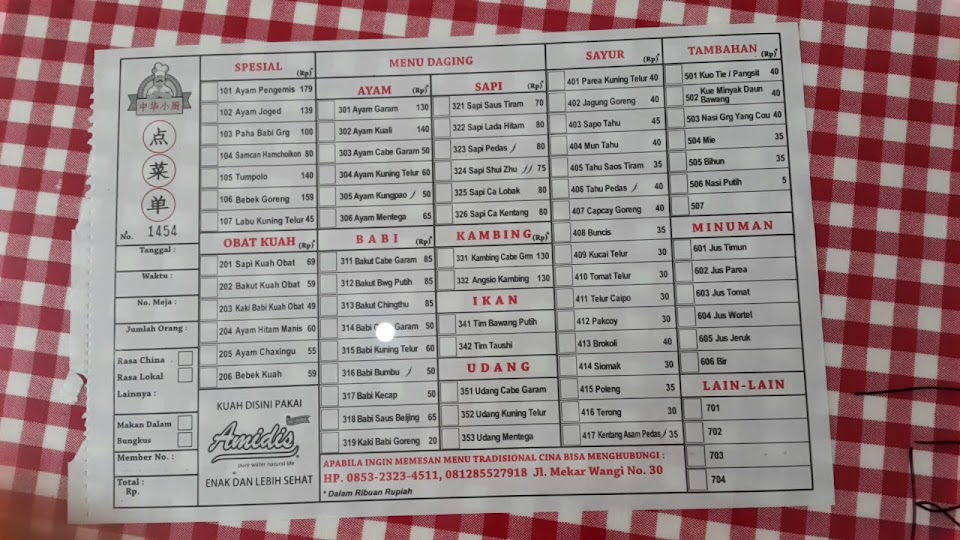 中华小厨
点
菜
单
No. 1454
Tanggal :
Waktu :
No. Meja :
Jumlah Orang :
Rasa China
Rasa Lokal
Lainnya :
Makan Dalam
Bungkus
Member No. :
Total :
Rp.
SPESIAL (Rp)*
101 Ayam Pengemis 179
102 Ayam Joged 139
103 Paha Babi Grg 100
104 Samcan Hamchoikon 80
105 Tumpolo 140
106 Bebek Goreng 159
107 Labu Kuning Telur 45
OBAT KUAH (Rp)*
201 Sapi Kuah Obat 69
202 Bakut Kuah Obat 59
203 Kaki Babi Kuah Obat 49
204 Ayam Hitam Manis 60
205 Ayam Chaxingu 55
206 Bebek Kuah 59
KUAH DISINI PAKAI
Amidis
pure water natural life
ENAK DAN LEBIH SEHAT
MENU DAGING
AYAM (Rp)*
301 Ayam Garam 130
302 Ayam Kuali 140
303 Ayam Cabe Garam 50
304 Ayam Kuning Telur 60
305 Ayam Kungpao 50
306 Ayam Mentega 65
BABI (Rp)*
311 Bakut Cabe Garam 85
312 Bakut Bwg Putih 85
313 Bakut Chingthu 85
314 Babi Garam 50
315 Babi Kuning Telur 60
316 Babi Bumbu 50
317 Babi Kecap 50
318 Babi Saus Beijing 65
319 Kaki Babi Goreng 20
SAPI (Rp)*
321 Sapi Saus Tiram 70
322 Sapi Lada Hitam 80
323 Sapi Pedas 80
324 Sapi Shui Zhu 75
325 Sapi Ca Lobak 80
326 Sapi Ca Kentang 80
KAMBING (Rp)*
331 Kambing Cabe Grm 130
332 Angsio Kambing 130
IKAN
341 Tim Bawang Putih
342 Tim Taushi
UDANG
351 Udang Cabe Garam
352 Udang Kuning Telur
353 Udang Mentega
SAYUR (Rp)*
401 Parea Kuning Telur 40
402 Jagung Goreng 40
403 Sapo Tahu 45
404 Mun Tahu 40
405 Tahu Saos Tiram 35
406 Tahu Pedas 40
407 Capcay Goreng 40
408 Buncis 35
409 Kucai Telur 30
410 Tomat Telur 30
411 Telur Caipo 30
412 Pakcoy 30
413 Brokoli 40
414 Siomak 30
415 Poleng 35
416 Terong 30
417 Kentang Asam Pedas 35
TAMBAHAN (Rp)*
501 Kuo Tie / Pangsit 40
502 Kue Minyak Daun Bawang 40
503 Nasi Grg Yang Cou 40
504 Mie 35
505 Bihun 35
506 Nasi Putih 5
507
MINUMAN
601 Jus Timun
602 Jus Parea
603 Jus Tomat
604 Jus Wortel
605 Jus Jeruk
606 Bir
LAIN-LAIN
701
702
703
704
APABILA INGIN MEMESAN MENU TRADISIONAL CINA BISA MENGHUBUNGI :
HP. 0853-2323-4511, 081285527918 Jl. Mekar Wangi No. 30
* Dalam Ribuan Rupiah